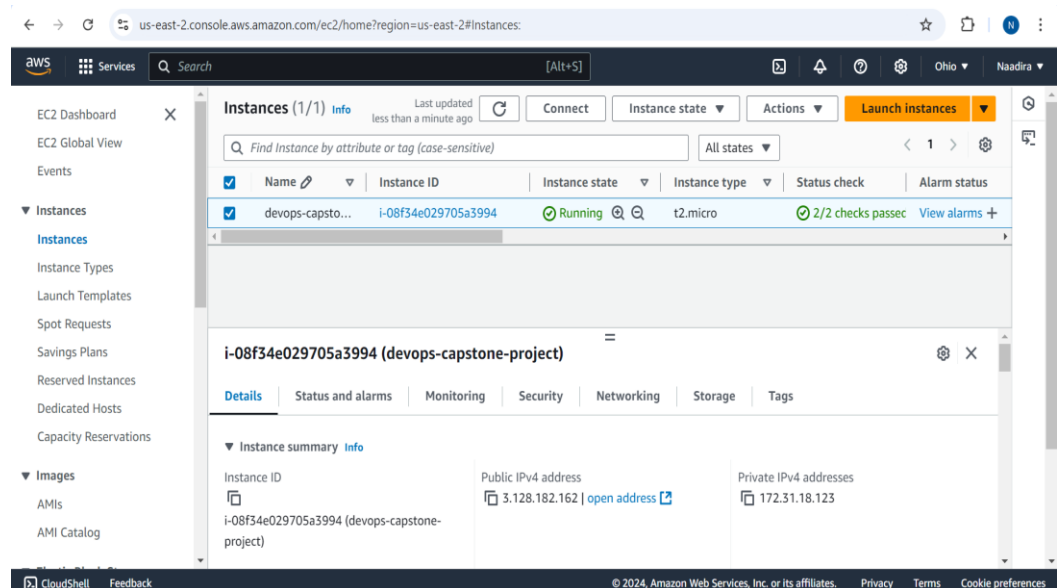 us-east-2.console.aws.amazon.com/ec2/home?region=us-east-2#Instances:
N
aws
Services
Search
[Alt+S]
Ohio ▼
Naadira ▼
EC2 Dashboard
EC2 Global View
Events
▼ Instances
Instances
Instance Types
Launch Templates
Spot Requests
Savings Plans
Reserved Instances
Dedicated Hosts
Capacity Reservations
▼ Images
AMIs
AMI Catalog
Instances (1/1) Info
Last updated
less than a minute ago
Connect
Instance state ▼
Actions ▼
Launch instances ▼
Find Instance by attribute or tag (case-sensitive)
All states ▼
< 1 >
Name
Instance ID
Instance state
Instance type
Status check
Alarm status
devops-capsto...
i-08f34e029705a3994
Running
t2.micro
2/2 checks passec
View alarms +
i-08f34e029705a3994 (devops-capstone-project)
Details
Status and alarms
Monitoring
Security
Networking
Storage
Tags
▼ Instance summary Info
Instance ID
i-08f34e029705a3994 (devops-capstone-
project)
Public IPv4 address
3.128.182.162 | open address
Private IPv4 addresses
172.31.18.123
CloudShell
Feedback
© 2024, Amazon Web Services, Inc. or its affiliates.
Privacy
Terms
Cookie preferences